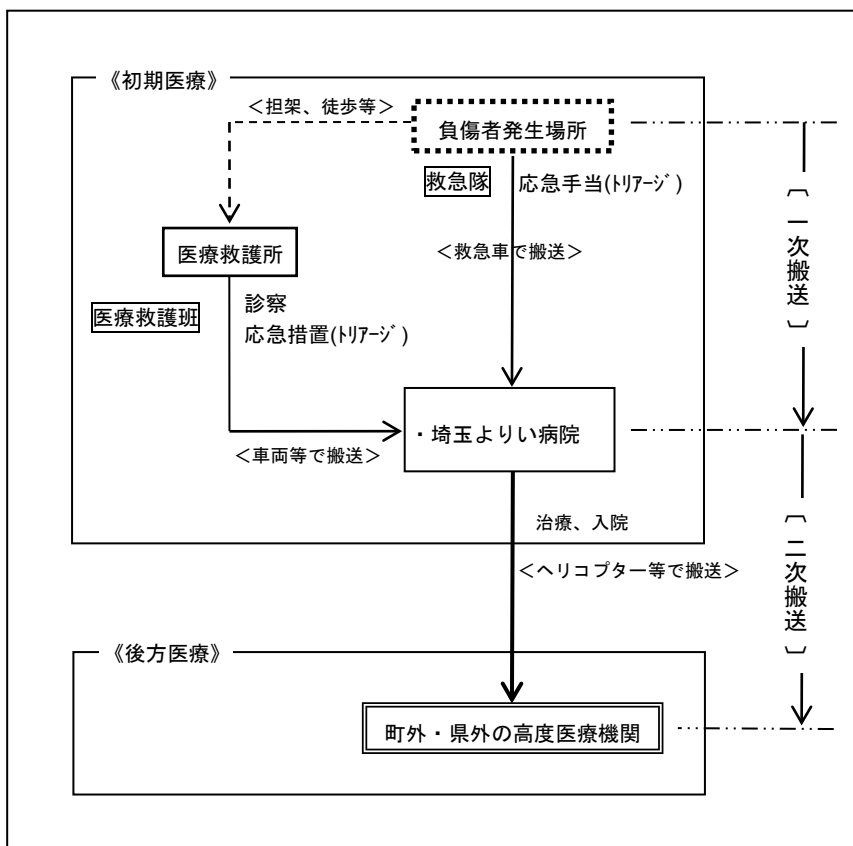 《初期医療》
＜担架、徒歩等＞
負傷者発生場所
救急隊
応急手当(ﾄﾘｱｰｼﾞ)
医療救護所
＜救急車で搬送＞
医療救護班
診察
応急措置(ﾄﾘｱｰｼﾞ)
・埼玉よりい病院
＜車両等で搬送＞
〔一次搬送〕
治療、入院
＜ヘリコプター等で搬送＞
〔二次搬送〕
《後方医療》
町外・県外の高度医療機関